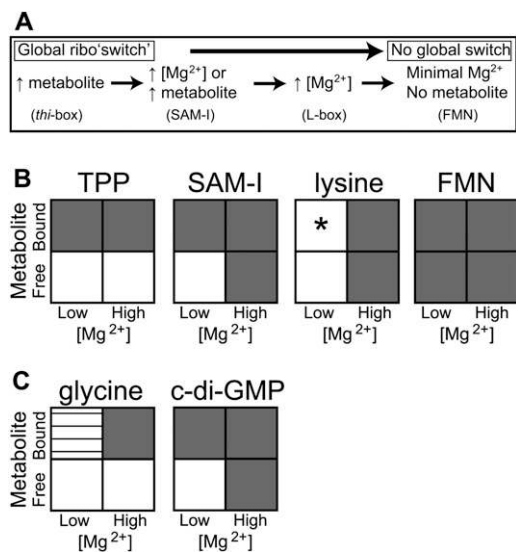 A
Global ribo‘switch’ No global switch
↑ metabolite ↑ [Mg2+] or ↑ metabolite ↑ [Mg2+] Minimal Mg2+ No metabolite
(thi-box) (SAM-I) (L-box) (FMN)
B
TPP SAM-I lysine FMN
Metabolite
Bound
Free
*
Low High Low High Low High Low High
[Mg2+] [Mg2+] [Mg2+] [Mg2+]
C
glycine c-di-GMP
Metabolite
Bound
Free
Low High Low High
[Mg2+] [Mg2+]